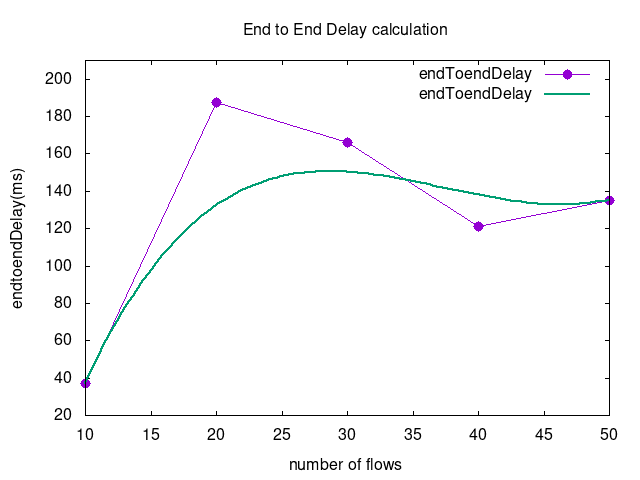 End to End Delay calculation
endToendDelay
endToendDelay
endtoendDelay(ms)
200
180
160
140
120
100
80
60
40
20
10 15 20 25 30 35 40 45 50
number of flows